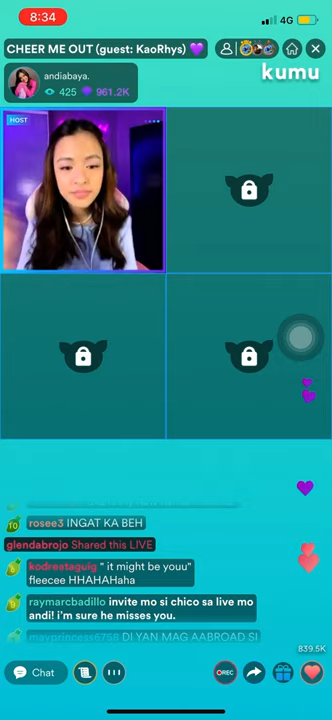 8:34
4G
CHEER ME OUT (guest: KaoRhys) 💜
kumu
andiabaya.
425 961.2K
HOST
rosee3 INGAT KA BEH
glendabrojo Shared this LIVE
kodrestaguig " it might be youu"
fleecee HHAHAHaha
raymarcbadillo invite mo si chico sa live mo
andi! i'm sure he misses you.
mayprincess6758 DI YAN MAG AABROAD SI
839.5K
Chat
REC